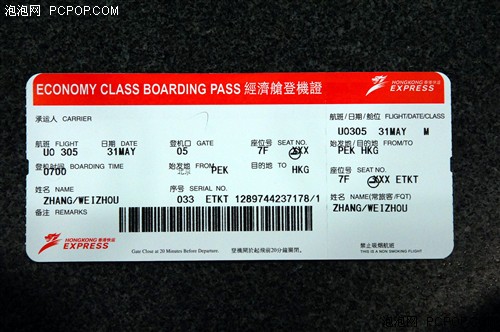 泡泡网 PCPOP.COM
ECONOMY CLASS BOARDING PASS 經濟艙登機證
HONGKONG 香港快運
EXPRESS
承运人 CARRIER
航班 FLIGHT 日期 DATE 登机口 GATE 座位号 SEAT NO.
UO 305 31MAY 05 7F XXX
登机时间 BOARDING TIME 始发地 FROM 目的地 TO
0700 北京 PEK HKG
姓名 NAME 序号 SERIAL NO.
ZHANG/WEIZHOU 033 ETKT 1289744237178/1
备注 REMARKS
HONGKONG 香港快运
EXPRESS
Gate Close at 20 Minutes Before Departure. 登機閘於起飛前20分鐘關閉。
航班/日期/舱位 FLIGHT/DATE/CLASS
UO305 31MAY M
始发地/目的地 FROM/TO
PEK HKG
座位号 SEAT NO.
7F XXX ETKT
姓名 NAME(常旅客/FQT)
ZHANG/WEIZHOU
禁止吸烟航班
THIS IS A NON SMOKING FLIGHT
泡泡网 PCPOP.COM